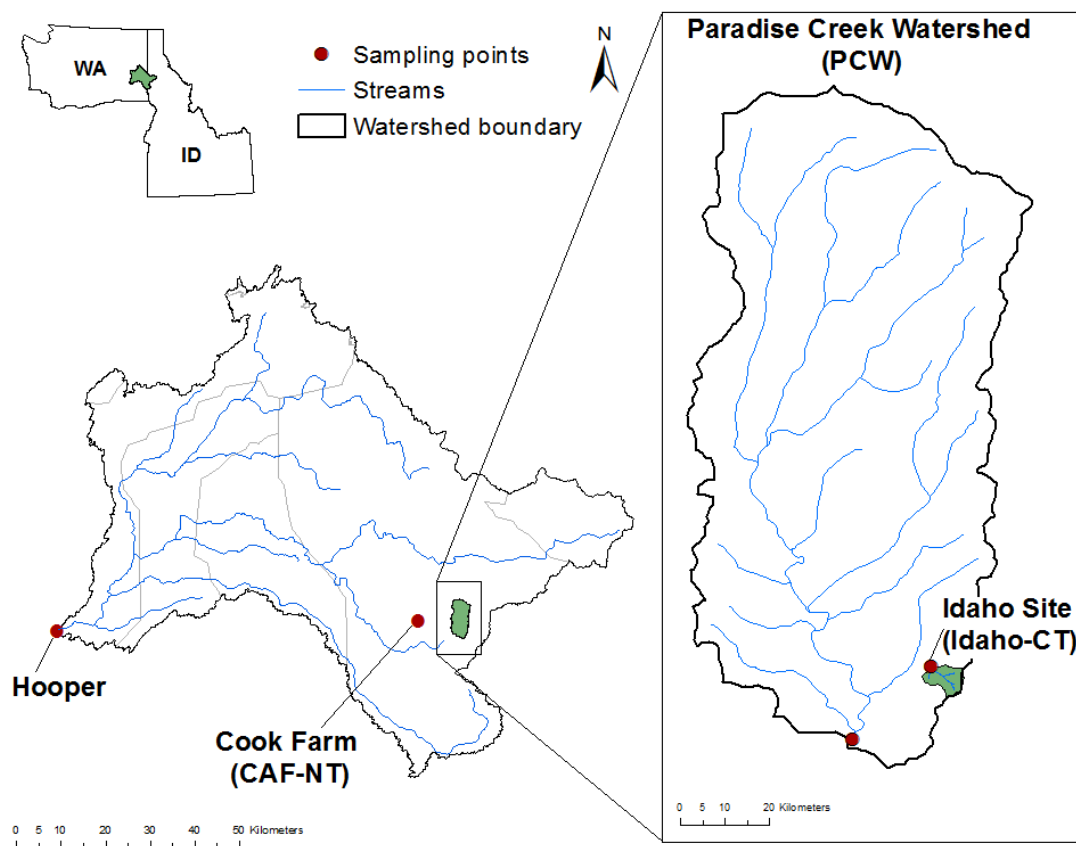 WA
ID
Sampling points
Streams
Watershed boundary
N
Paradise Creek Watershed
(PCW)
Hooper
Cook Farm
(CAF-NT)
Idaho Site
(Idaho-CT)
0 5 10 20 30 40 50 Kilometers
0 5 10 20 Kilometers